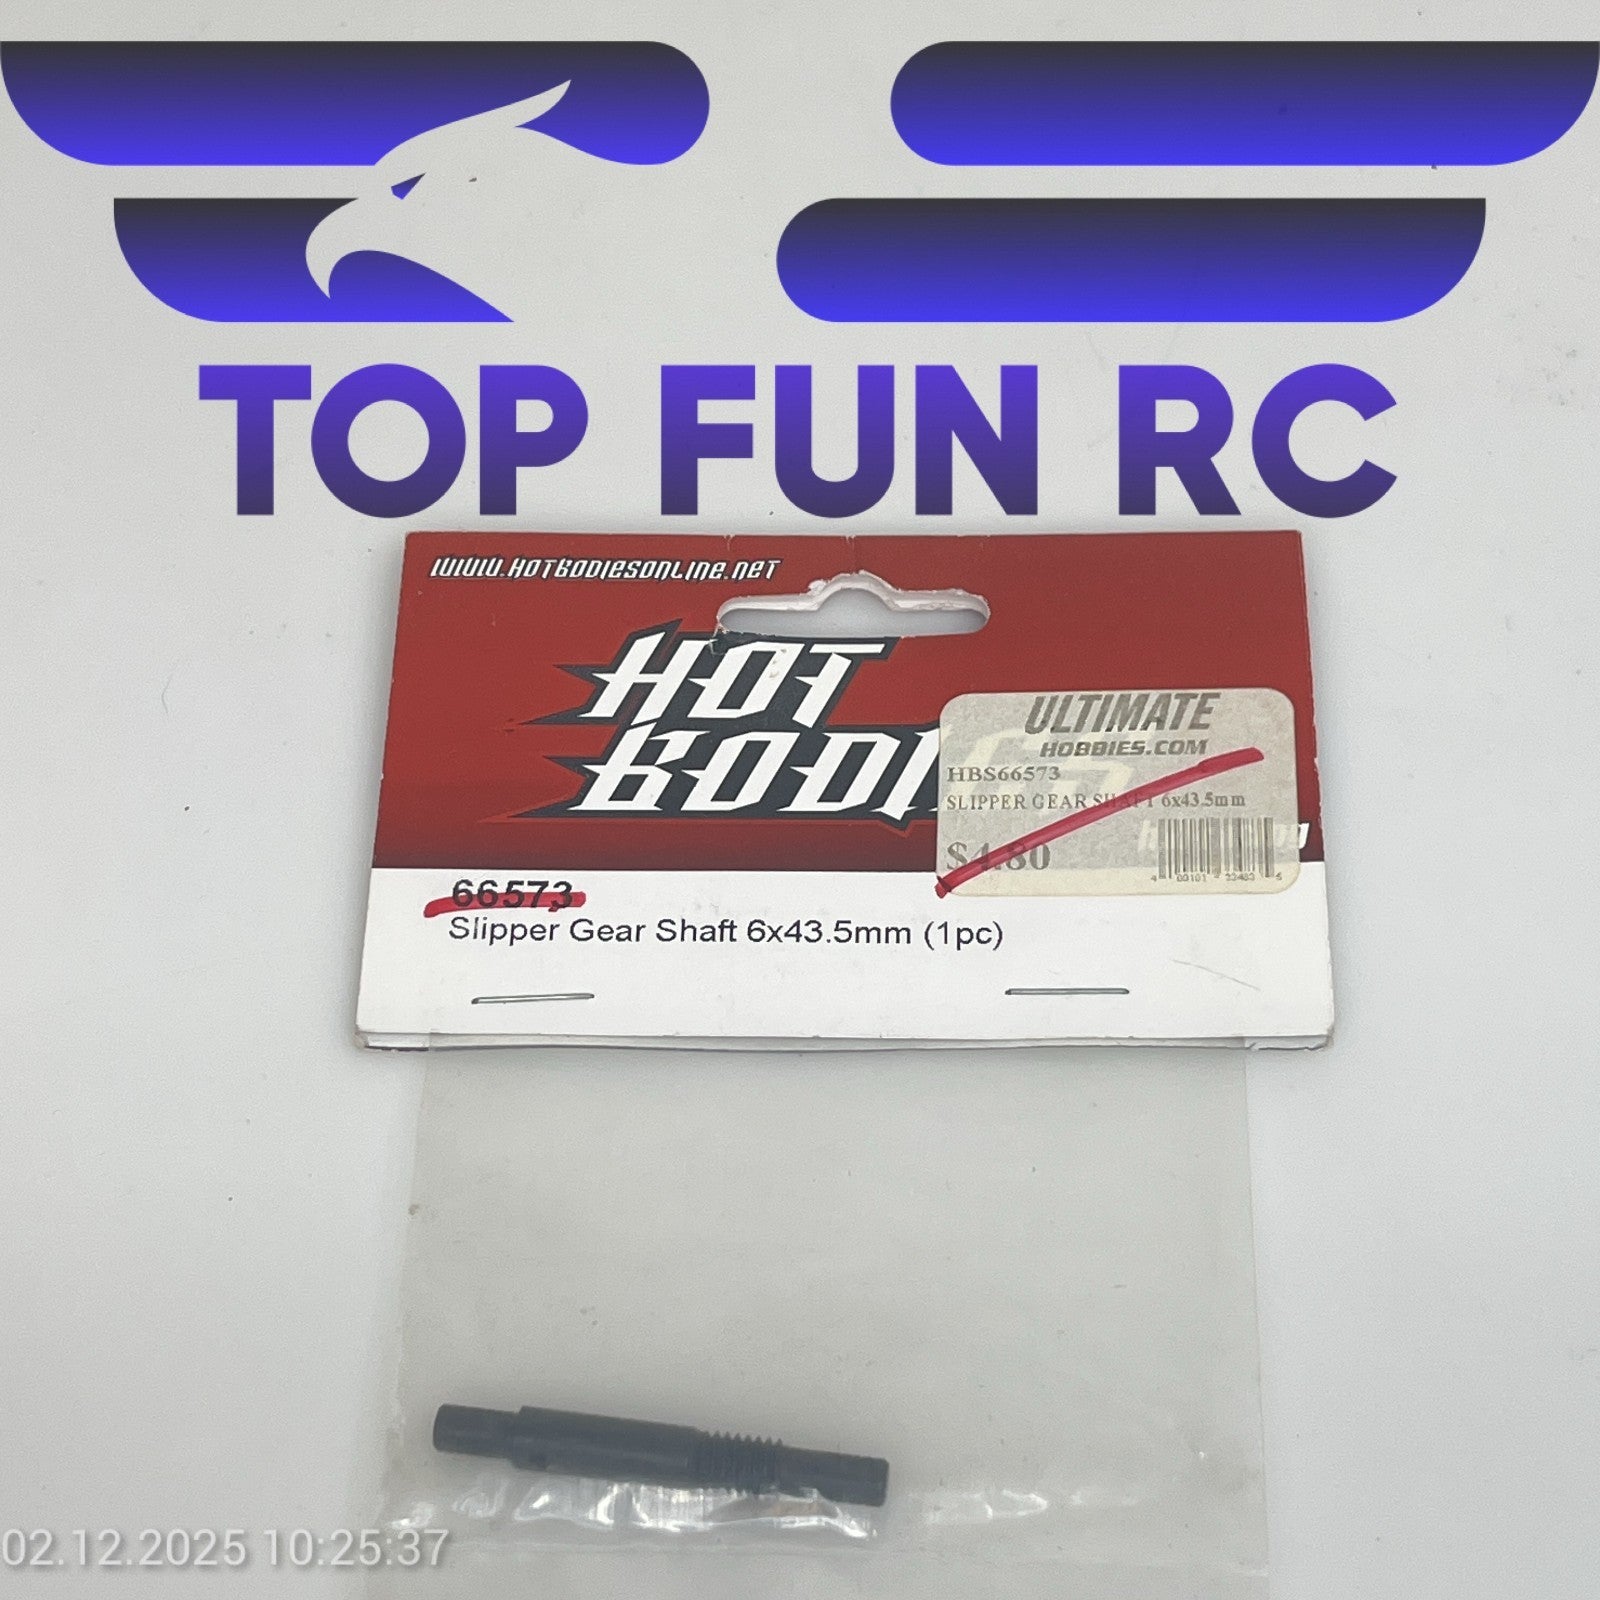 TOP FUN RC
WWW.HOTBODIESONLINE.NET
HOT
BODI
ULTIMATE
HOBBIES.COM
HBS66573
SLIPPER GEAR SHAFT 6x43.5mm
$4.80
66573
Slipper Gear Shaft 6x43.5mm (1pc)
02.12.2025 10:25:37